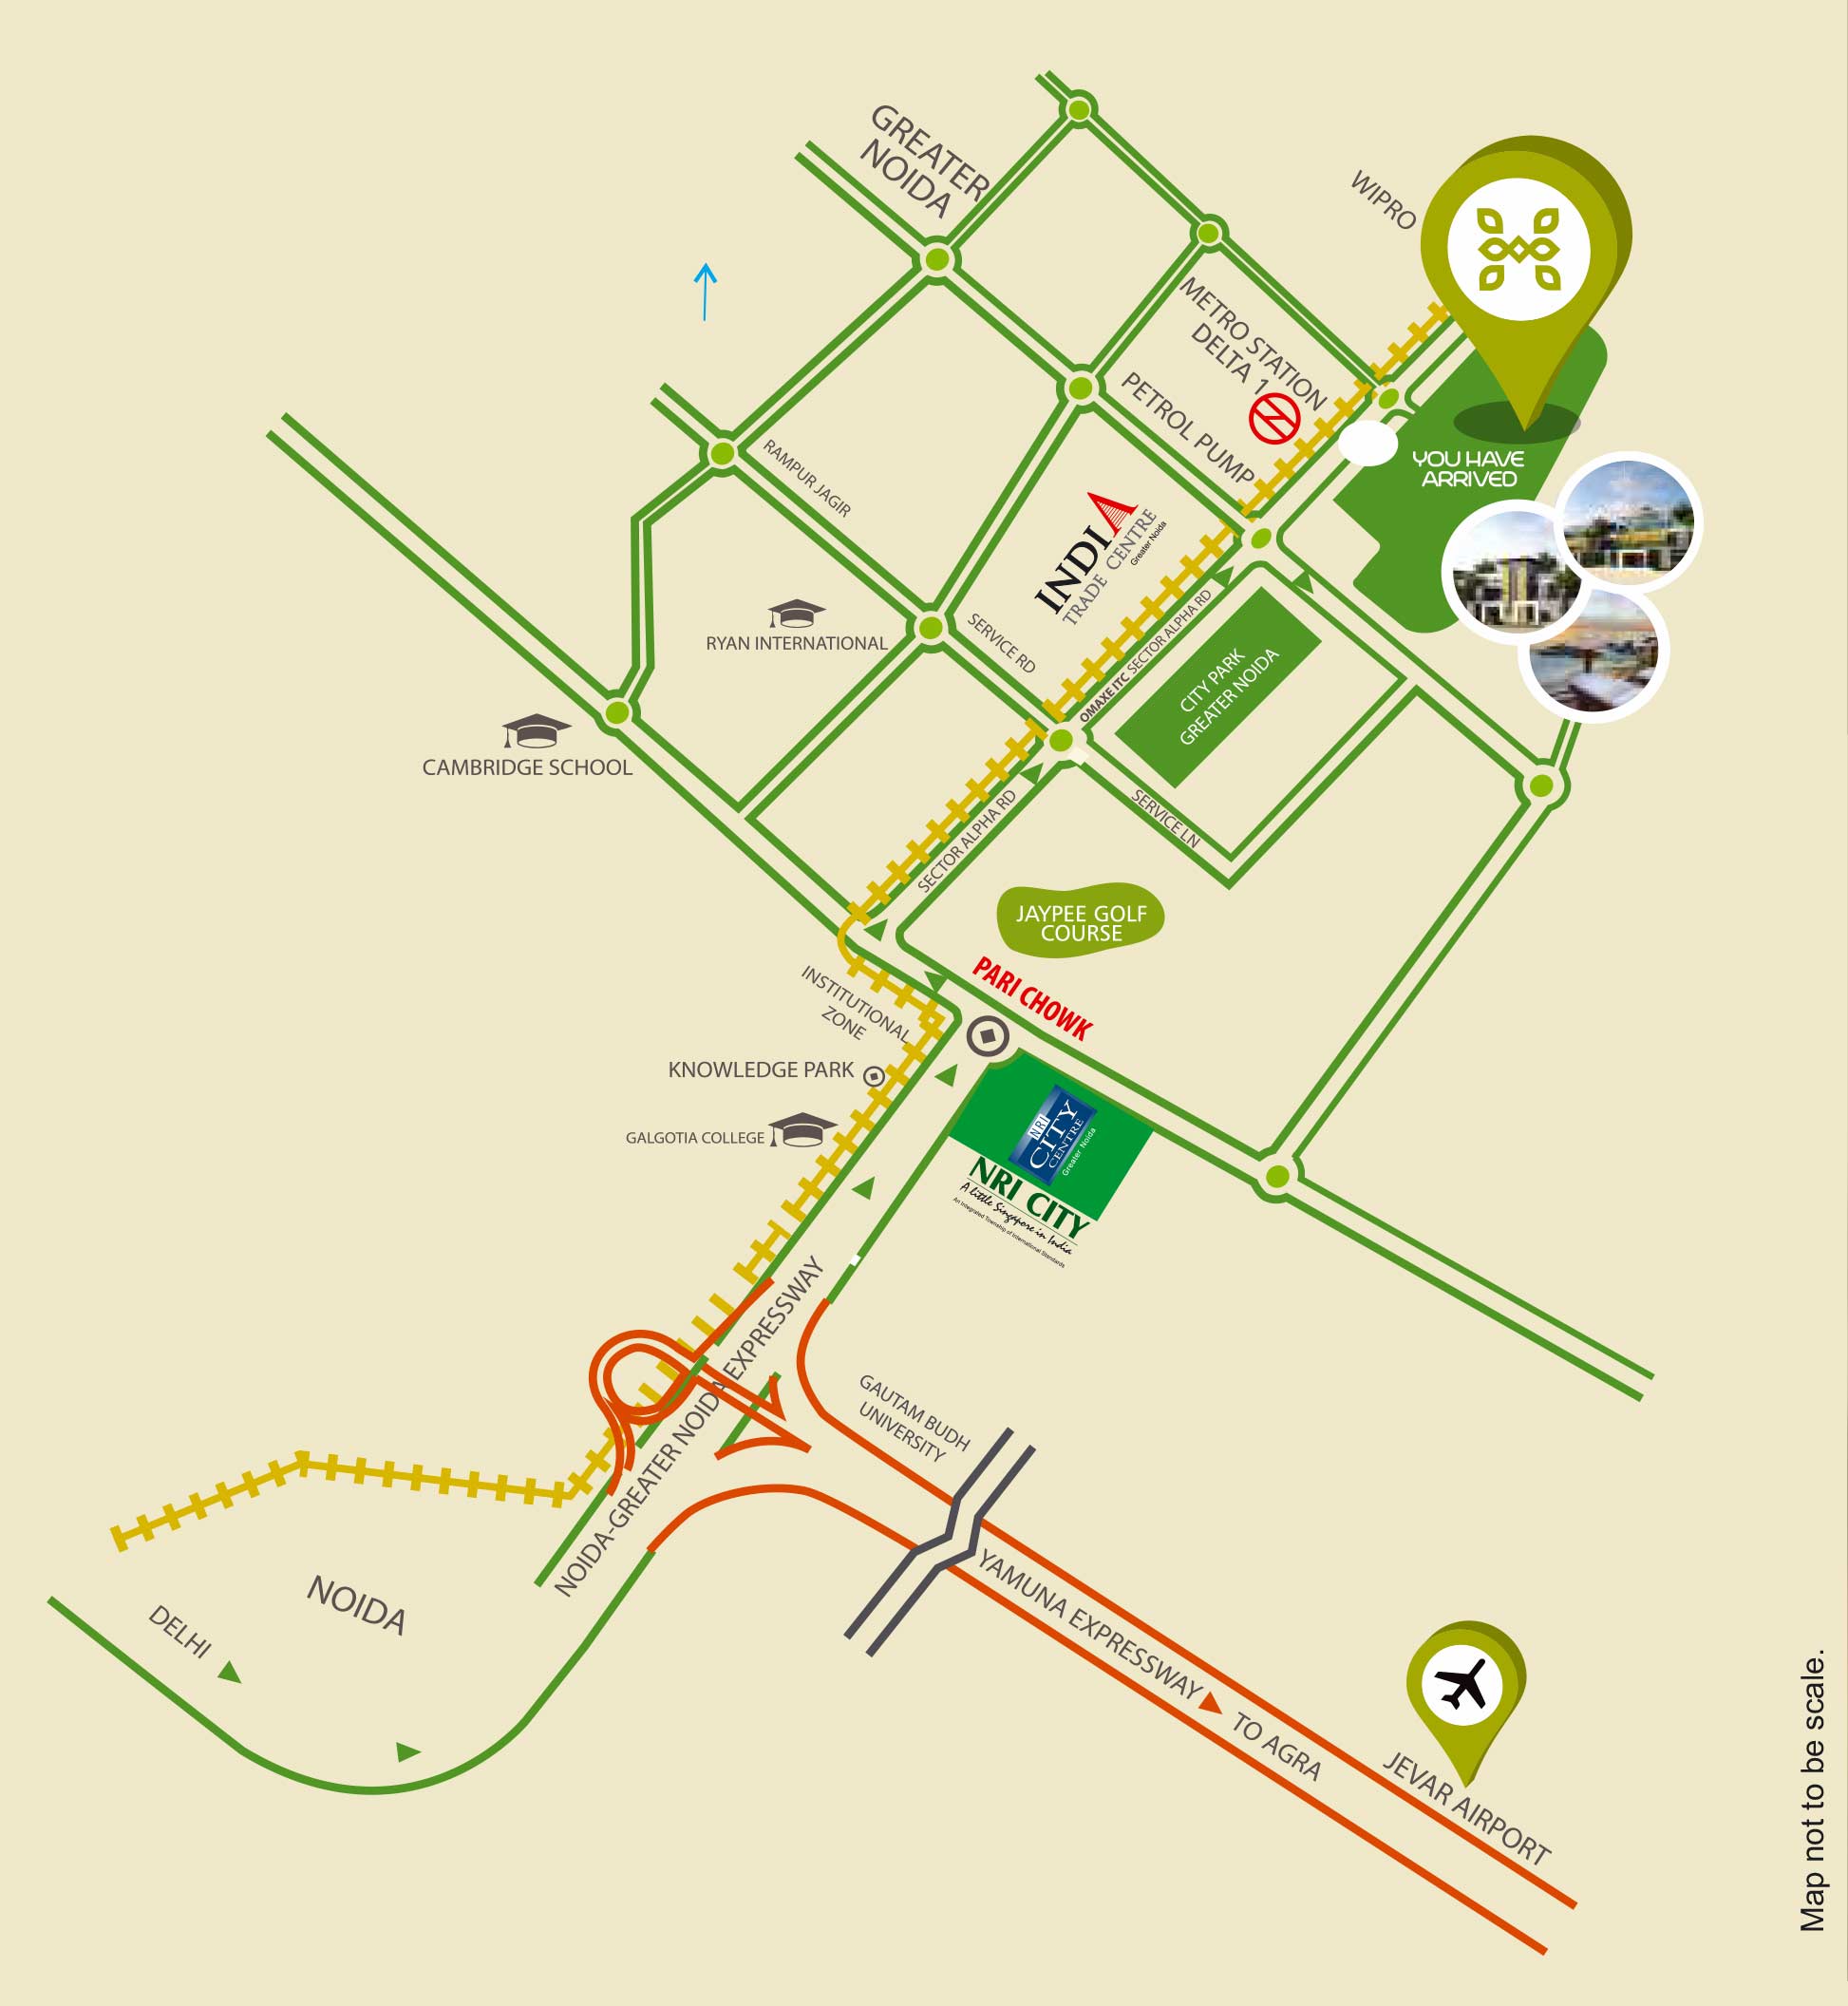 GREATER
NOIDA
WIPRO
METRO STATION
DELTA 1
PETROL PUMP
YOU HAVE
ARRIVED
RAMPUR JAGIR
INDIA
TRADE CENTRE
Greater Noida
RYAN INTERNATIONAL
SERVICE RD
OMAXE ITC SECTOR ALPHA RD
CITY PARK
GREATER NOIDA
CAMBRIDGE SCHOOL
SECTOR ALPHA RD
SERVICE LN
JAYPEE GOLF
COURSE
PARI CHOWK
INSTITUTIONAL
ZONE
KNOWLEDGE PARK
GALGOTIA COLLEGE
NRI
CITY
CENTRE
Greater Noida
NRI CITY
A little Singapore in India
An Integrated Township of International Standards
NOIDA-GREATER NOIDA EXPRESSWAY
GAUTAM BUDH
UNIVERSITY
NOIDA
DELHI
YAMUNA EXPRESSWAY
TO AGRA
JEVAR AIRPORT
Map not to be scale.